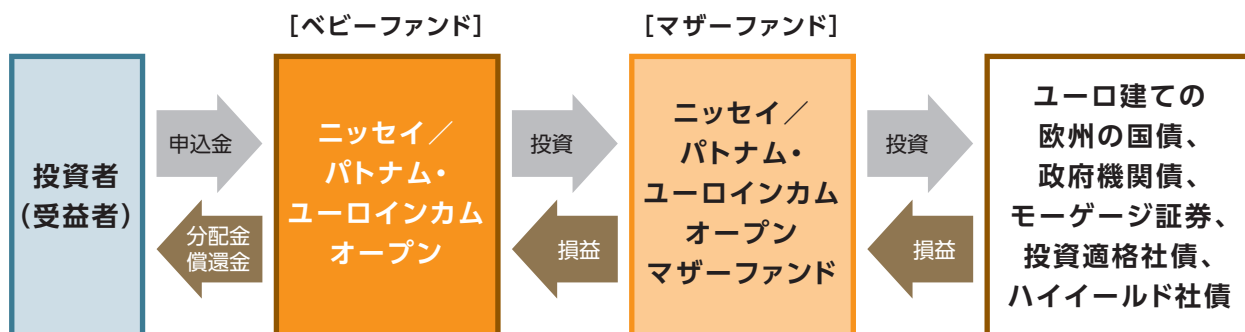 ［ベビーファンド］
［マザーファンド］
投資者
（受益者）
申込金
分配金
償還金
ニッセイ／
パトナム・
ユーロインカム
オープン
投資
損益
ニッセイ／
パトナム・
ユーロインカム
オープン
マザーファンド
投資
損益
ユーロ建ての
欧州の国債、
政府機関債、
モーゲージ証券、
投資適格社債、
ハイイールド社債